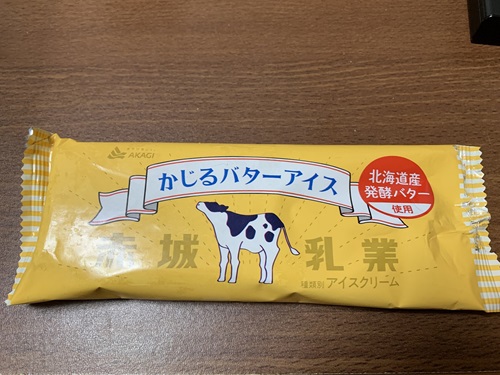 AKAGI
かじるバターアイス
北海道産
発酵バター
使用
赤城乳業
種類別 アイスクリーム